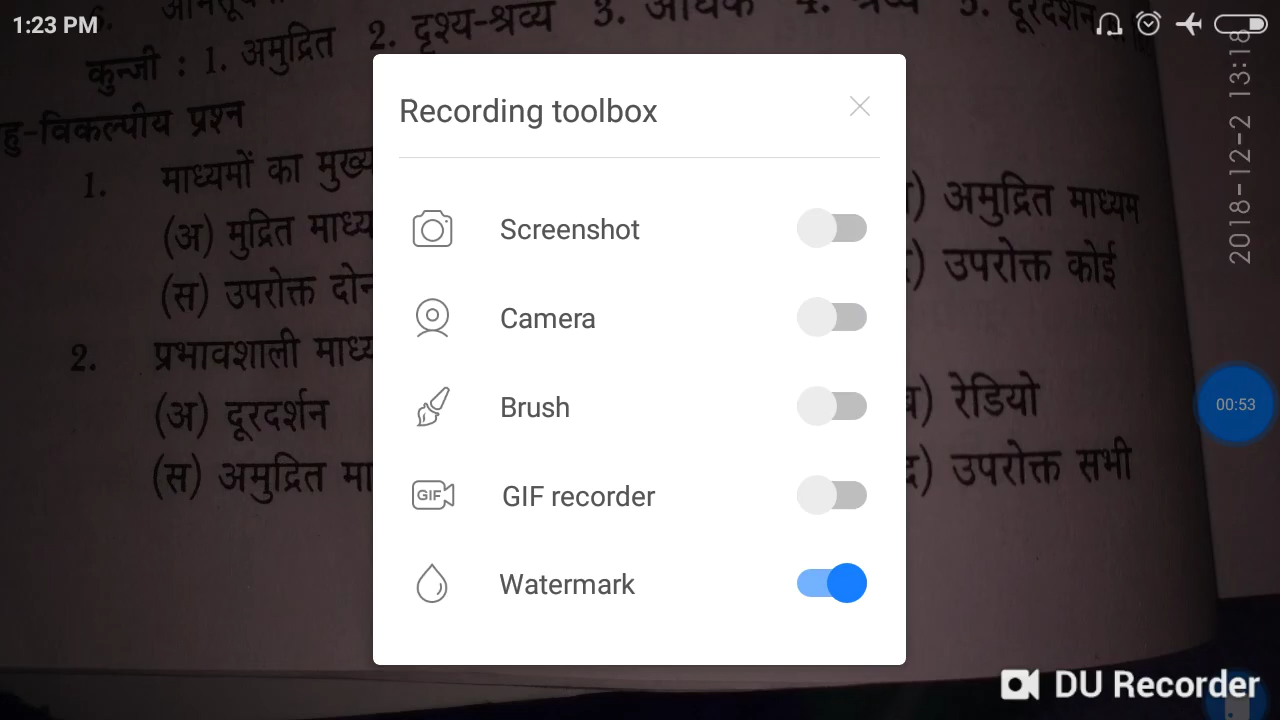 1:23 PM
6.
2. दृश्य-श्रव्य 3. अधिक 4. श्रव्य 5. दूरदर्शन
कुन्जी : 1. अमुद्रित
हु-विकल्पीय प्रश्न
1. माध्यमों का मुख्य
(अ) मुद्रित माध्य
) अमुद्रित माध्यम
(स) उपरोक्त दोन
) उपरोक्त कोई
2. प्रभावशाली माध्य
(अ) दूरदर्शन
) रेडियो
(स) अमुद्रित मा
) उपरोक्त सभी
2018-12-2 13:18
Recording toolbox
Screenshot
Camera
Brush
GIF GIF recorder
Watermark
00:53
DU Recorder